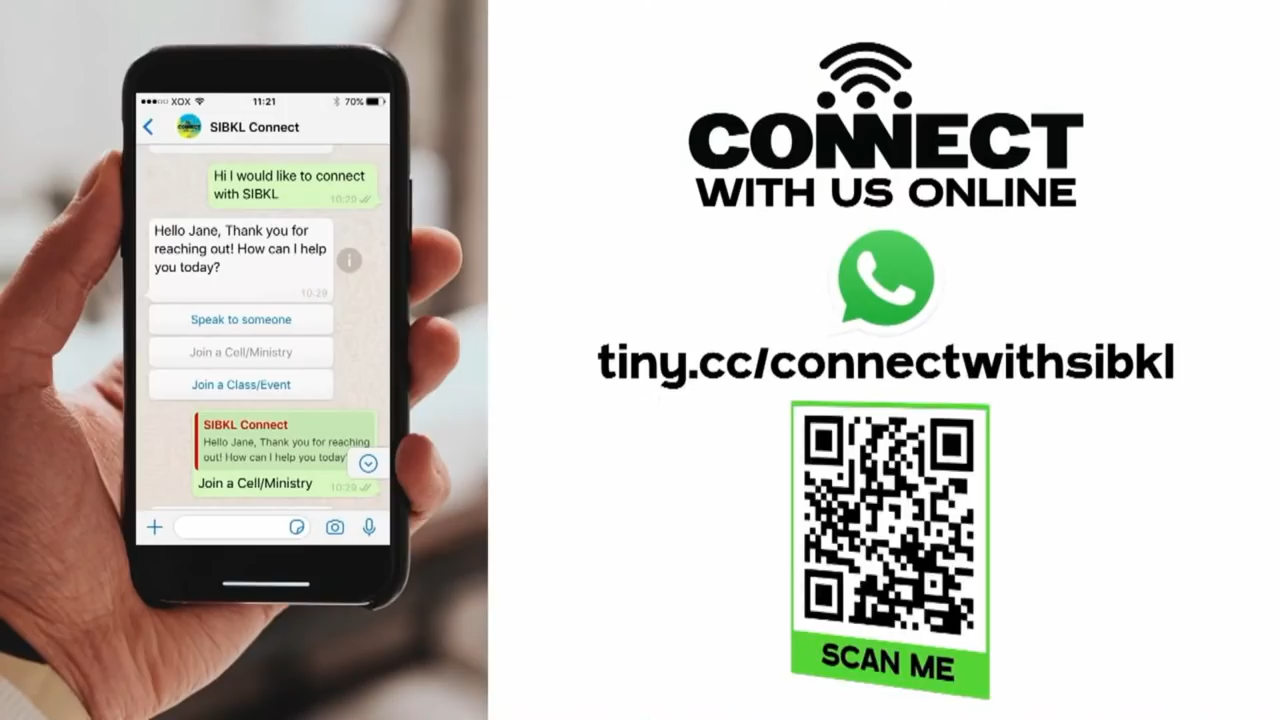 XOX
11:21
70%
SIBKL Connect
Hi I would like to connect
with SIBKL
10:29
Hello Jane, Thank you for
reaching out! How can I help
you today?
10:29
Speak to someone
Join a Cell/Ministry
Join a Class/Event
SIBKL Connect
Hello Jane, Thank you for reaching
out! How can I help you today
Join a Cell/Ministry
10:29
CONNECT
WITH US ONLINE
tiny.cc/connectwithsibkl
SCAN ME